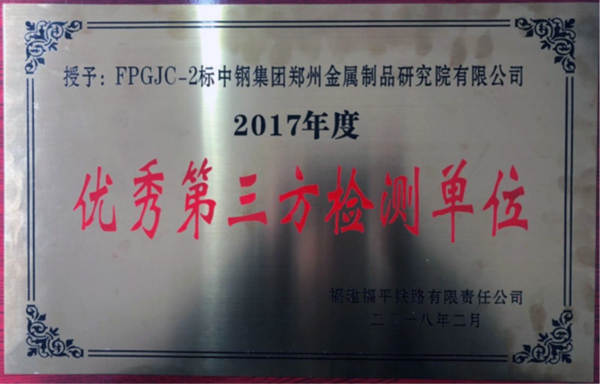 授予：FPGJC-2标中钢集团郑州金属制品研究院有限公司
2017年度
优秀第三方检测单位
福建福平铁路有限责任公司
二〇一八年二月